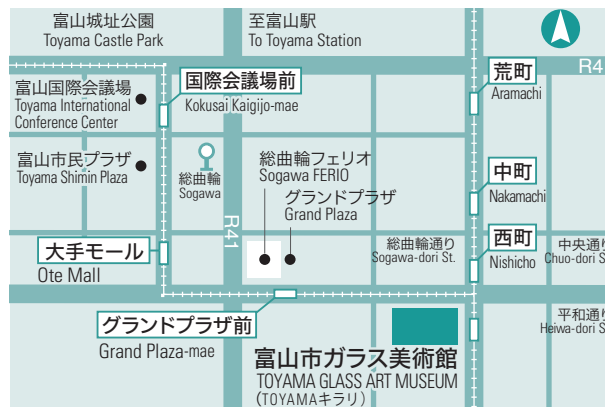 富山城址公園
Toyama Castle Park
至富山駅
To Toyama Station
国際会議場前
Kokusai Kaigijo-mae
荒町
Aramachi
R41
富山国際会議場
Toyama International
Conference Center
富山市民プラザ
Toyama Shimin Plaza
総曲輪
Sogawa
総曲輪フェリオ
Sogawa FERIO
グランドプラザ
Grand Plaza
中町
Nakamachi
R41
大手モール
Ote Mall
総曲輪通り
Sogawa-dori St.
西町
Nishicho
中央通り
Chuo-dori St
グランドプラザ前
Grand Plaza-mae
平和通り
Heiwa-dori St
富山市ガラス美術館
TOYAMA GLASS ART MUSEUM
(TOYAMAキラリ)